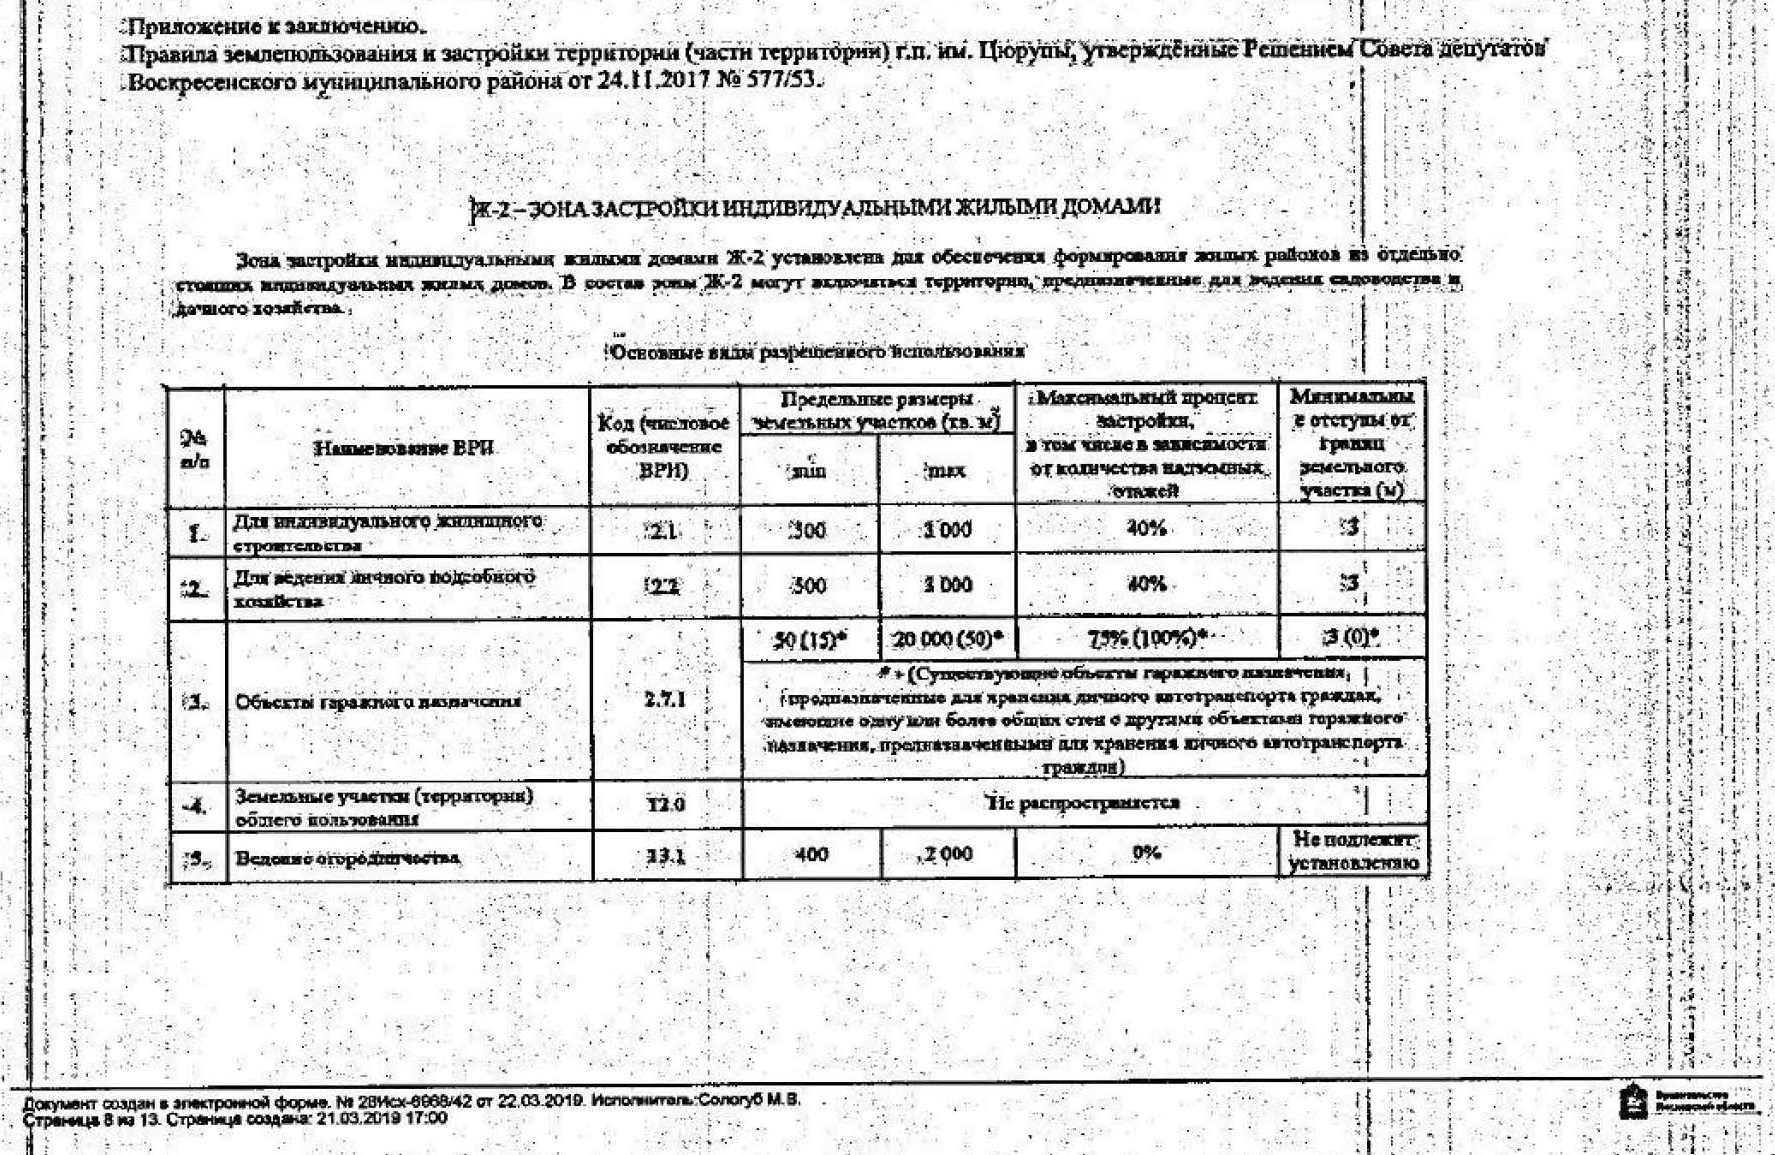 Приложение к заключению.
Правила землепользования и застройки территории (части территории) г.п. им. Цюрупы, утверждённые Решением Совета депутатов
Воскресенского муниципального района от 24.11.2017 № 577/53.
Ж-2 – ЗОНА ЗАСТРОЙКИ ИНДИВИДУАЛЬНЫМИ ЖИЛЫМИ ДОМАМИ
Зона застройки индивидуальными жилыми домами Ж-2 установлена для обеспечения формирования жилых районов из отдельно
стоящих индивидуальных жилых домов. В состав зоны Ж-2 могут включаться территории, предназначенные для ведения садоводства и
дачного хозяйства.
Основные виды разрешенного использования
№ п/п
Наименование ВРИ
Код (числовое
обозначение
ВРИ)
Предельные размеры
земельных участков (кв. м)
min
max
Максимальный процент
застройки,
в том числе в зависимости
от количества надземных
этажей
Минимальны
е отступы от
границ
земельного
участка (м)
1. Для индивидуального жилищного
строительства
2.1 500 3 000 40% 3
2. Для ведения личного подсобного
хозяйства
2.2 500 3 000 40% 3
3. Объекты гаражного назначения 2.7.1
50 (15)* 20 000 (50)* 75% (100%)* 3 (0)*
* - (Существующие объекты гаражного назначения,
предназначенные для хранения личного автотранспорта граждан,
имеющие одну или более общих стен с другими объектами гаражного
назначения, предназначенными для хранения личного автотранспорта
граждан)
4. Земельные участки (территории)
общего пользования
12.0 Не распространяется
5. Ведение огородничества 13.1 400 2 000 0%
Не подлежит
установлению
Документ создан в электронной форме. № 28Исх-6968/42 от 22.03.2019. Исполнитель:Сологуб М.В.
Страница 8 из 13. Страница создана: 21.03.2019 17:00
Правительство
Московской области